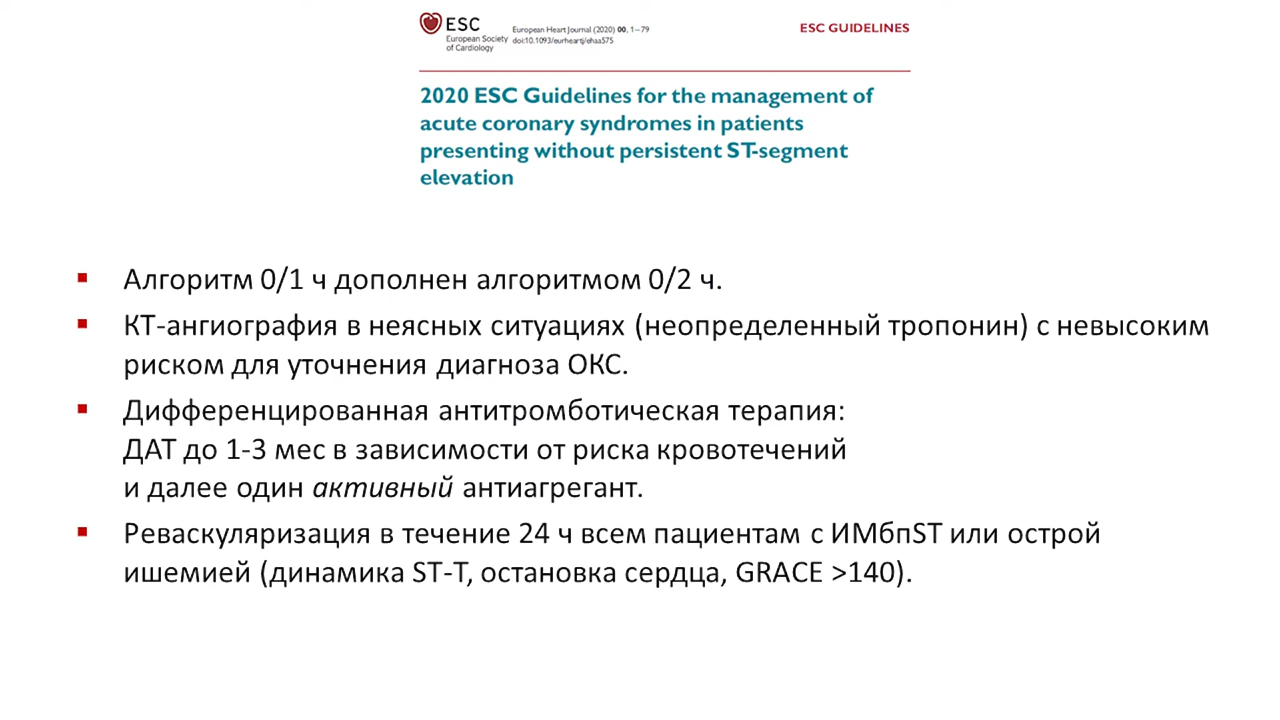 ESC
European Society
of Cardiology
European Heart Journal (2020) 00, 1–79
doi:10.1093/eurheartj/ehaa575
ESC GUIDELINES
2020 ESC Guidelines for the management of
acute coronary syndromes in patients
presenting without persistent ST-segment
elevation
▪ Алгоритм 0/1 ч дополнен алгоритмом 0/2 ч.
▪ КТ-ангиография в неясных ситуациях (неопределенный тропонин) с невысоким
риском для уточнения диагноза ОКС.
▪ Дифференцированная антитромботическая терапия:
ДАТ до 1-3 мес в зависимости от риска кровотечений
и далее один активный антиагрегант.
▪ Реваскуляризация в течение 24 ч всем пациентам с ИМбпST или острой
ишемией (динамика ST-T, остановка сердца, GRACE >140).